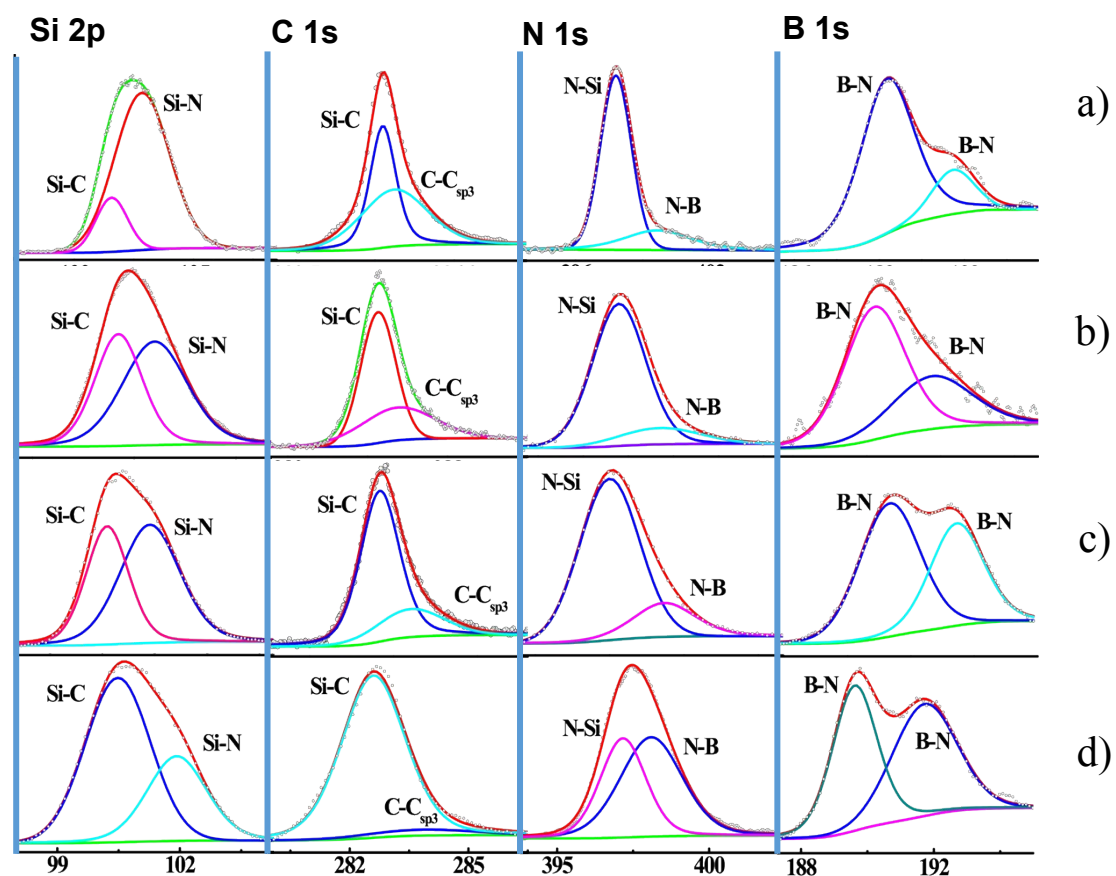 Si 2p
C 1s
N 1s
B 1s
Si-N
Si-C
Si-C
C-Csp3
N-Si
N-B
B-N
B-N
a)
Si-C
Si-N
Si-C
C-Csp3
N-Si
N-B
B-N
B-N
b)
Si-C
Si-N
Si-C
C-Csp3
N-Si
N-B
B-N
B-N
c)
Si-C
Si-N
Si-C
C-Csp3
N-Si
N-B
B-N
B-N
d)
99 102 282 285 395 400 188 192